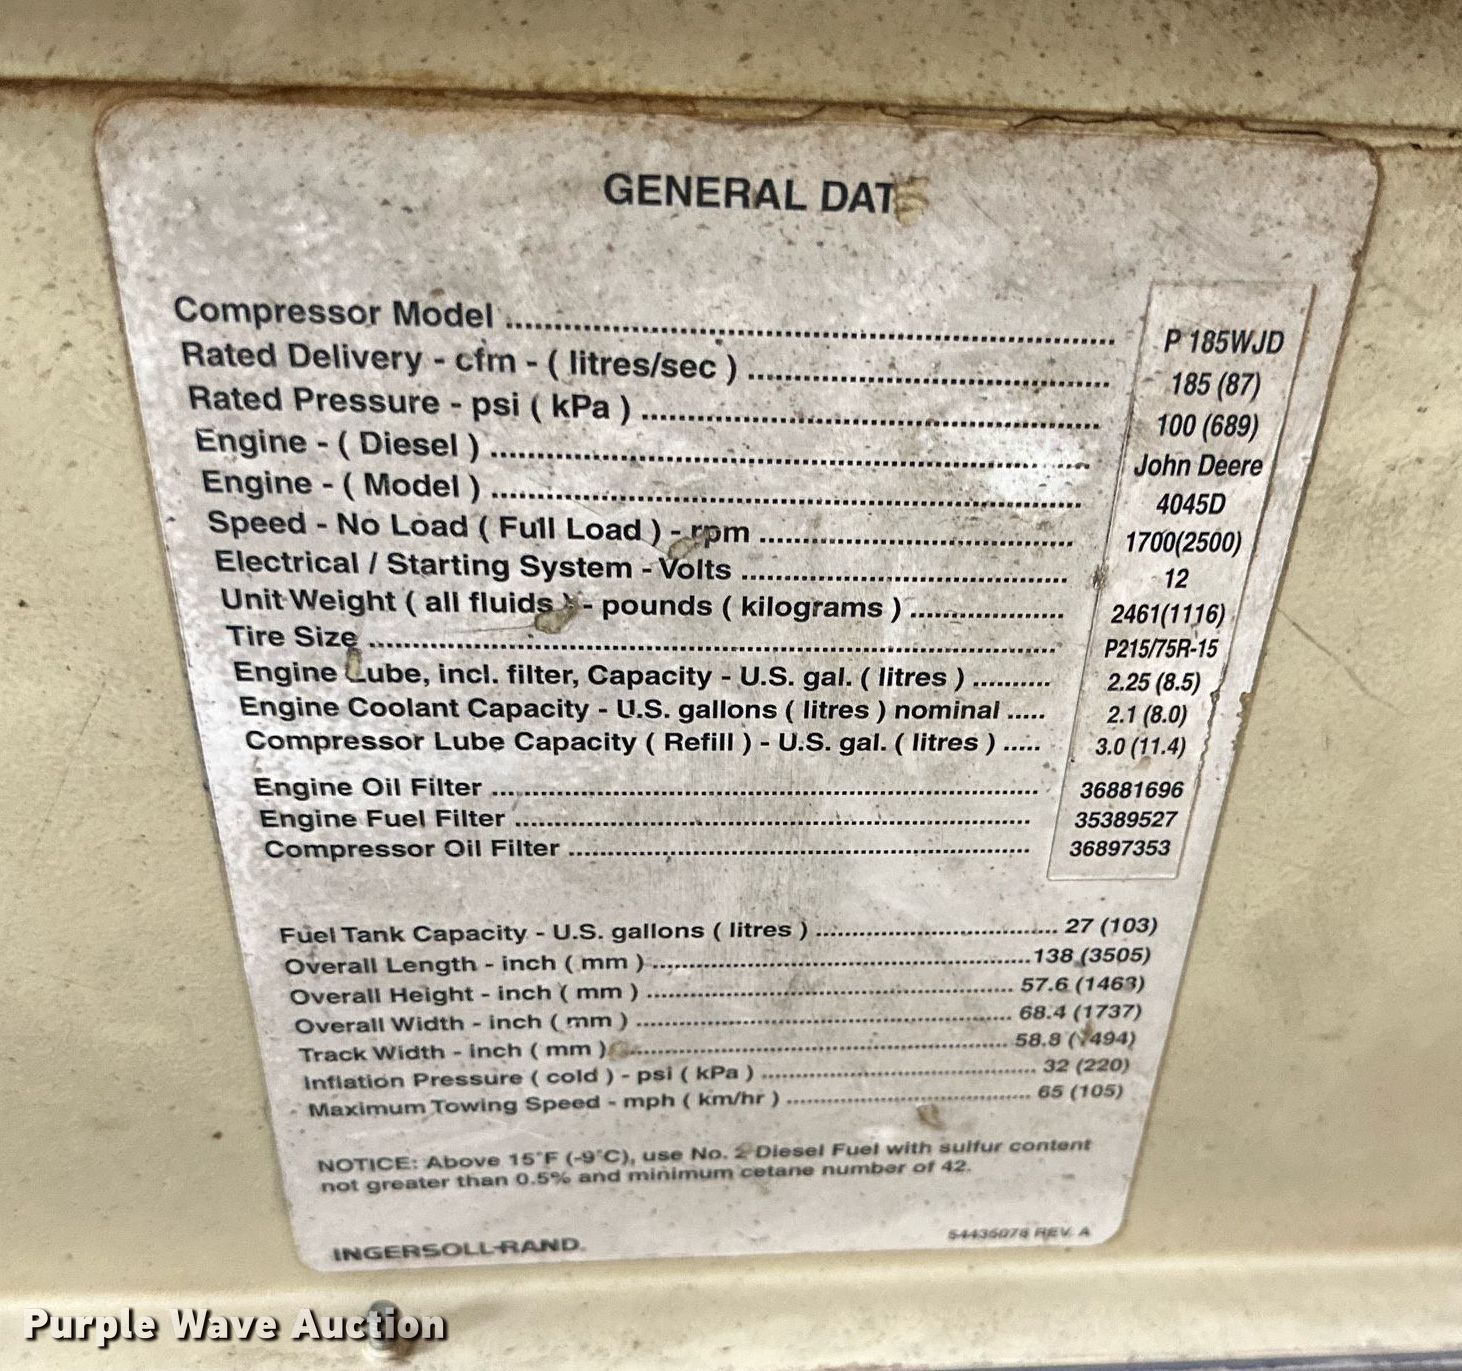 GENERAL DAT
Compressor Model ........ P 185WJD
Rated Delivery - cfm - ( litres/sec ) ........ 185 (87)
Rated Pressure - psi ( kPa ) ........ 100 (689)
Engine - ( Diesel ) ........ John Deere
Engine - ( Model ) ........ 4045D
Speed - No Load ( Full Load ) - rpm ........ 1700(2500)
Electrical / Starting System - Volts ........ 12
Unit Weight ( all fluids ) - pounds ( kilograms ) ........ 2461(1116)
Tire Size ........ P215/75R-15
Engine Lube, incl. filter, Capacity - U.S. gal. ( litres ) ........ 2.25 (8.5)
Engine Coolant Capacity - U.S. gallons ( litres ) nominal ..... 2.1 (8.0)
Compressor Lube Capacity ( Refill ) - U.S. gal. ( litres ) ..... 3.0 (11.4)
Engine Oil Filter ........ 36881696
Engine Fuel Filter ........ 35389527
Compressor Oil Filter ........ 36897353
Fuel Tank Capacity - U.S. gallons ( litres ) ........ 27 (103)
Overall Length - inch ( mm ) ........ 138 (3505)
Overall Height - inch ( mm ) ........ 57.6 (1463)
Overall Width - inch ( mm ) ........ 68.4 (1737)
Track Width - inch ( mm ) ........ 58.8 (1494)
Inflation Pressure ( cold ) - psi ( kPa ) ........ 32 (220)
Maximum Towing Speed - mph ( km/hr ) ........ 65 (105)
NOTICE: Above 15°F (-9°C), use No. 2 Diesel Fuel with sulfur content
not greater than 0.5% and minimum cetane number of 42.
INGERSOLL-RAND 54435078 REV. A
Purple Wave Auction